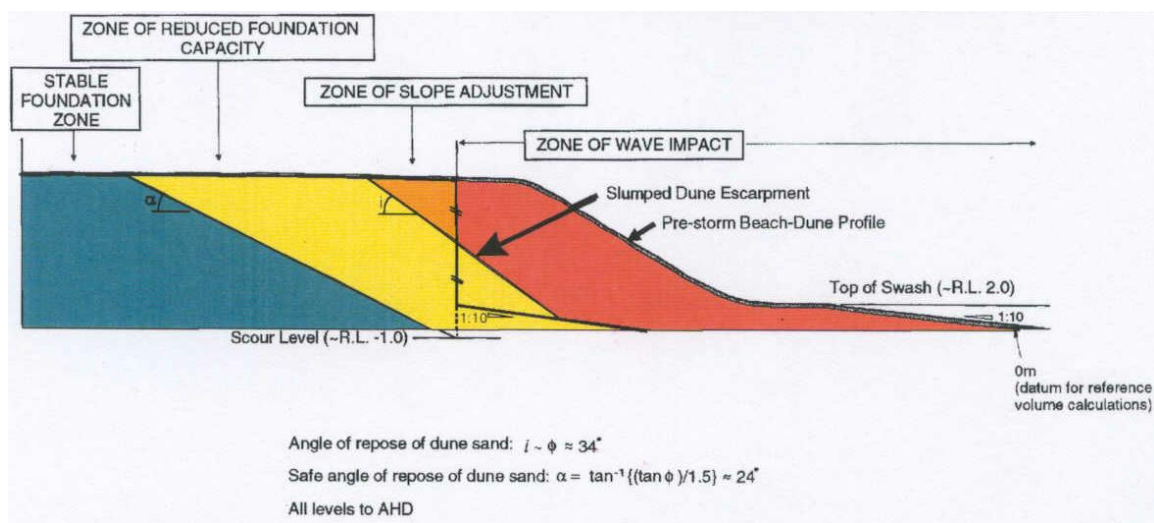 ZONE OF REDUCED FOUNDATION
CAPACITY
STABLE
FOUNDATION
ZONE
ZONE OF SLOPE ADJUSTMENT
ZONE OF WAVE IMPACT
Slumped Dune Escarpment
Pre-storm Beach-Dune Profile
α
i
Top of Swash (~R.L. 2.0)
1:10
1:10
Scour Level (~R.L. -1.0)
0m
(datum for reference
volume calculations)
Angle of repose of dune sand: i ~ ϕ ≈ 34°
Safe angle of repose of dune sand: α = tan⁻¹{(tan ϕ)/1.5} ≈ 24°
All levels to AHD